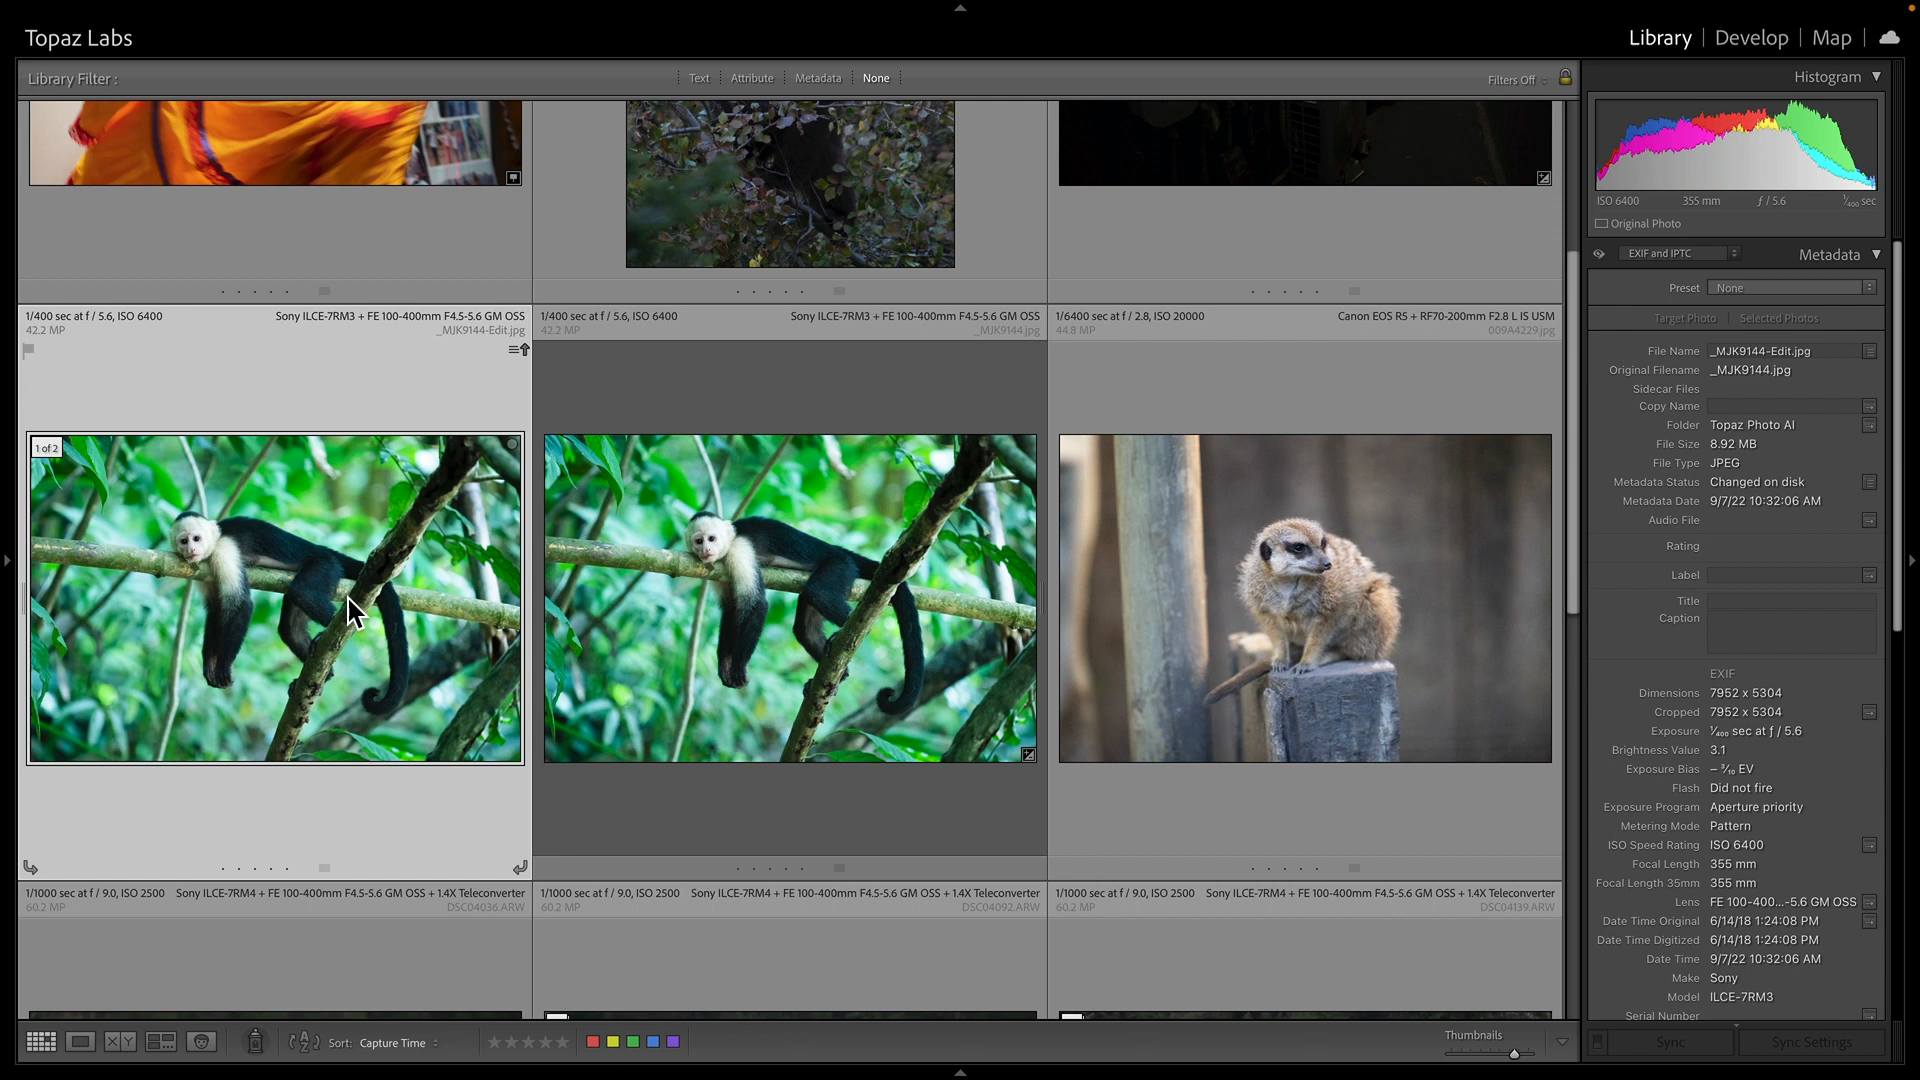 Topaz Labs
Library | Develop | Map
Library Filter :
Text
Attribute
Metadata
None
Filters Off
Histogram
ISO 6400
355 mm
ƒ / 5.6
1/400 sec
Original Photo
EXIF and IPTC
Metadata
Preset None
Target Photo | Selected Photos
1/400 sec at f / 5.6, ISO 6400
Sony ILCE-7RM3 + FE 100-400mm F4.5-5.6 GM OSS
42.2 MP
_MJK9144-Edit.jpg
1/400 sec at f / 5.6, ISO 6400
Sony ILCE-7RM3 + FE 100-400mm F4.5-5.6 GM OSS
42.2 MP
_MJK9144.jpg
1/6400 sec at f / 2.8, ISO 20000
Canon EOS R5 + RF70-200mm F2.8 L IS USM
44.8 MP
009A4229.jpg
1 of 2
File Name _MJK9144-Edit.jpg
Original Filename _MJK9144.jpg
Sidecar Files
Copy Name
Folder Topaz Photo AI
File Size 8.92 MB
File Type JPEG
Metadata Status Changed on disk
Metadata Date 9/7/22 10:32:06 AM
Audio File
Rating
Label
Title
Caption
EXIF
Dimensions 7952 x 5304
Cropped 7952 x 5304
Exposure 1/400 sec at ƒ / 5.6
Brightness Value 3.1
Exposure Bias – 3/10 EV
Flash Did not fire
Exposure Program Aperture priority
Metering Mode Pattern
ISO Speed Rating ISO 6400
Focal Length 355 mm
Focal Length 35mm 355 mm
Lens FE 100-400...-5.6 GM OSS
Date Time Original 6/14/18 1:24:08 PM
Date Time Digitized 6/14/18 1:24:08 PM
Date Time 9/7/22 10:32:06 AM
Make Sony
Model ILCE-7RM3
Serial Number
1/1000 sec at f / 9.0, ISO 2500
Sony ILCE-7RM4 + FE 100-400mm F4.5-5.6 GM OSS + 1.4X Teleconverter
60.2 MP
DSC04036.ARW
1/1000 sec at f / 9.0, ISO 2500
Sony ILCE-7RM4 + FE 100-400mm F4.5-5.6 GM OSS + 1.4X Teleconverter
60.2 MP
DSC04092.ARW
1/1000 sec at f / 9.0, ISO 2500
Sony ILCE-7RM4 + FE 100-400mm F4.5-5.6 GM OSS + 1.4X Teleconverter
60.2 MP
DSC04139.ARW
X Y
A Z
Sort: Capture Time
Thumbnails
Sync
Sync Settings